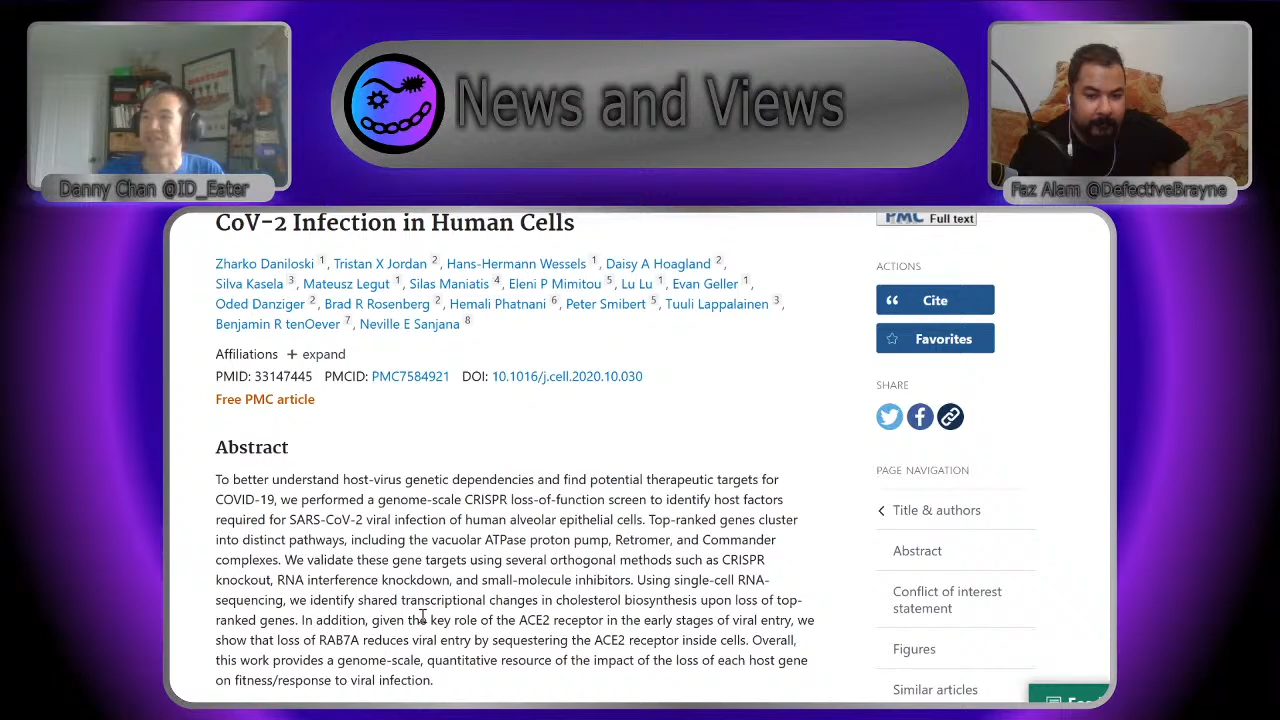 News and Views
Danny Chan @ID_Eater
Faz Alam @DefectiveBrayne
CoV-2 Infection in Human Cells
Zharko Daniloski 1, Tristan X Jordan 2, Hans-Hermann Wessels 1, Daisy A Hoagland 2,
Silva Kasela 3, Mateusz Legut 1, Silas Maniatis 4, Eleni P Mimitou 5, Lu Lu 1, Evan Geller 1,
Oded Danziger 2, Brad R Rosenberg 2, Hemali Phatnani 6, Peter Smibert 5, Tuuli Lappalainen 3,
Benjamin R tenOever 7, Neville E Sanjana 8
Affiliations + expand
PMID: 33147445 PMCID: PMC7584921 DOI: 10.1016/j.cell.2020.10.030
Free PMC article
Abstract
To better understand host-virus genetic dependencies and find potential therapeutic targets for
COVID-19, we performed a genome-scale CRISPR loss-of-function screen to identify host factors
required for SARS-CoV-2 viral infection of human alveolar epithelial cells. Top-ranked genes cluster
into distinct pathways, including the vacuolar ATPase proton pump, Retromer, and Commander
complexes. We validate these gene targets using several orthogonal methods such as CRISPR
knockout, RNA interference knockdown, and small-molecule inhibitors. Using single-cell RNA-
sequencing, we identify shared transcriptional changes in cholesterol biosynthesis upon loss of top-
ranked genes. In addition, given the key role of the ACE2 receptor in the early stages of viral entry, we
show that loss of RAB7A reduces viral entry by sequestering the ACE2 receptor inside cells. Overall,
this work provides a genome-scale, quantitative resource of the impact of the loss of each host gene
on fitness/response to viral infection.
PMC Full text
ACTIONS
Cite
Favorites
SHARE
PAGE NAVIGATION
Title & authors
Abstract
Conflict of interest
statement
Figures
Similar articles